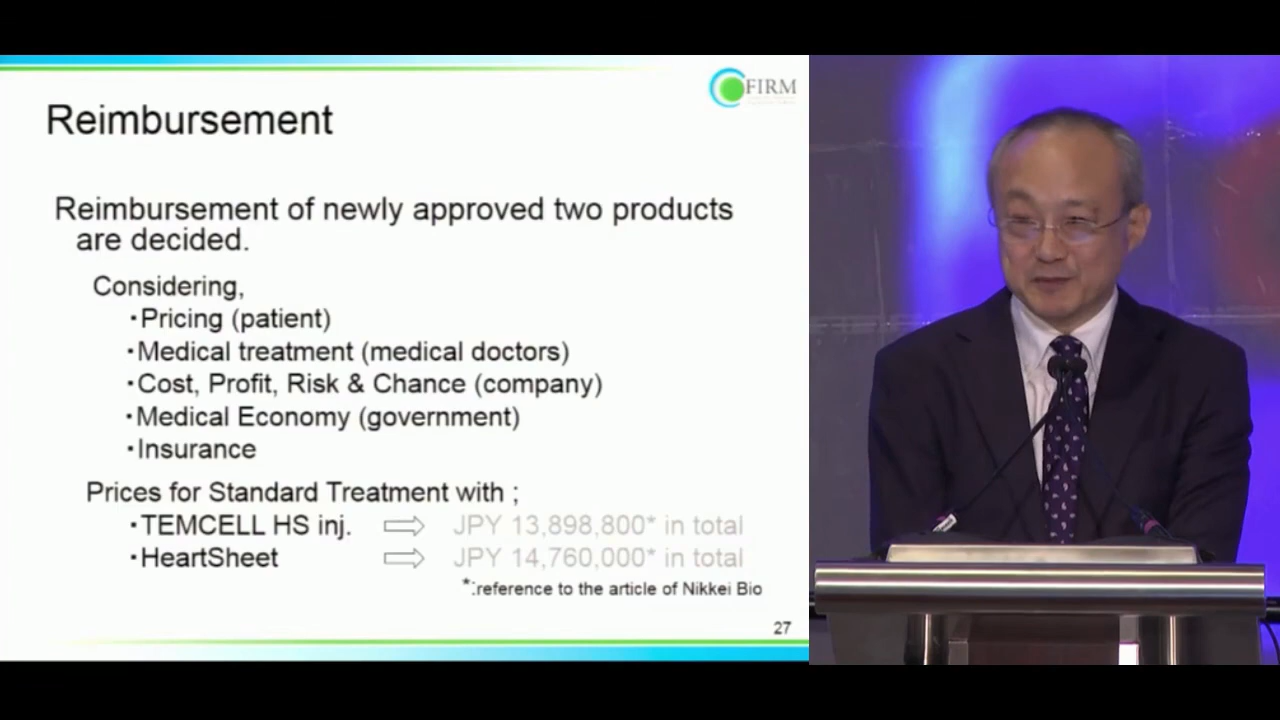 FIRM
Reimbursement
Reimbursement of newly approved two products
are decided.
Considering,
・Pricing (patient)
・Medical treatment (medical doctors)
・Cost, Profit, Risk & Chance (company)
・Medical Economy (government)
・Insurance
Prices for Standard Treatment with ;
・TEMCELL HS inj. ⇨ JPY 13,898,800* in total
・HeartSheet ⇨ JPY 14,760,000* in total
*:reference to the article of Nikkei Bio
27